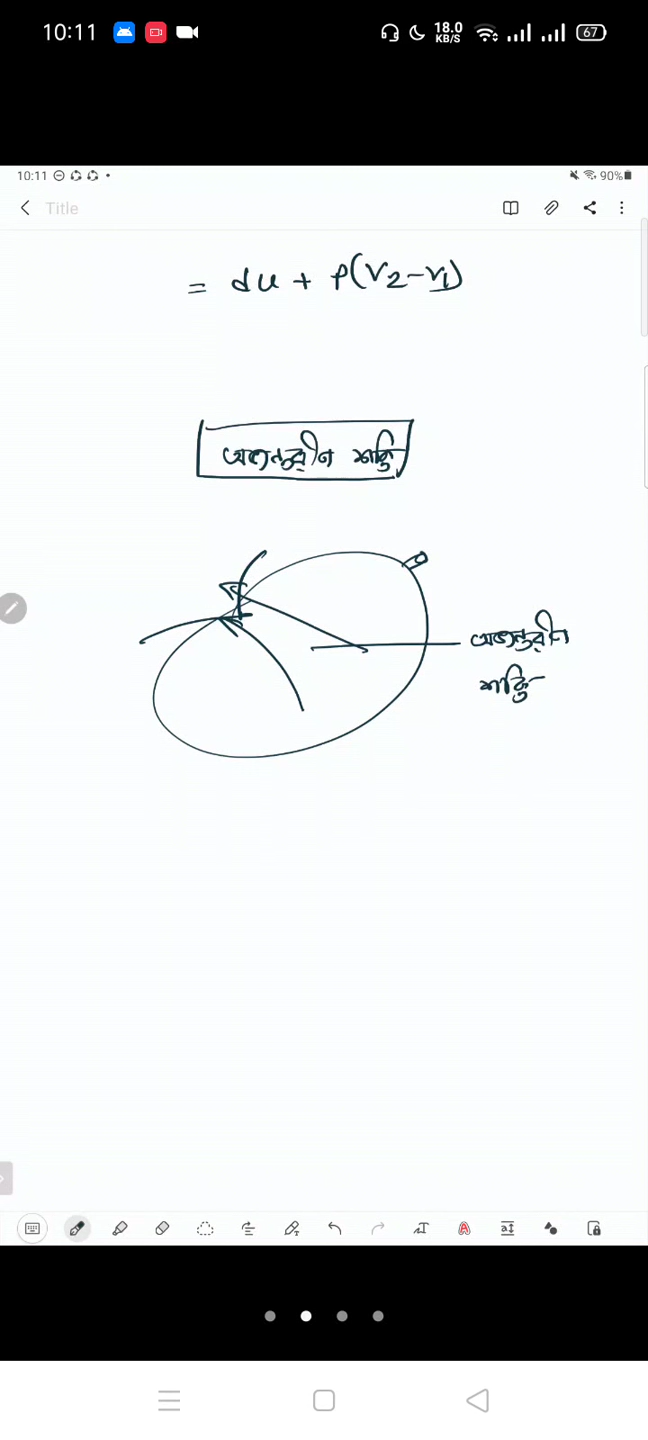 10:11
18.0
KB/S
67
10:11
90%
Title
= du + P(V2-V1)
অভ্যন্তরীন শক্তি
অভ্যন্তরীন
শক্তি